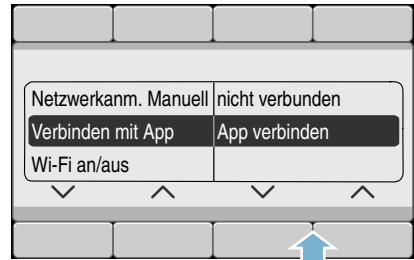 Netzwerkanm. Manuell nicht verbunden
Verbinden mit App App verbinden
Wi-Fi an/aus